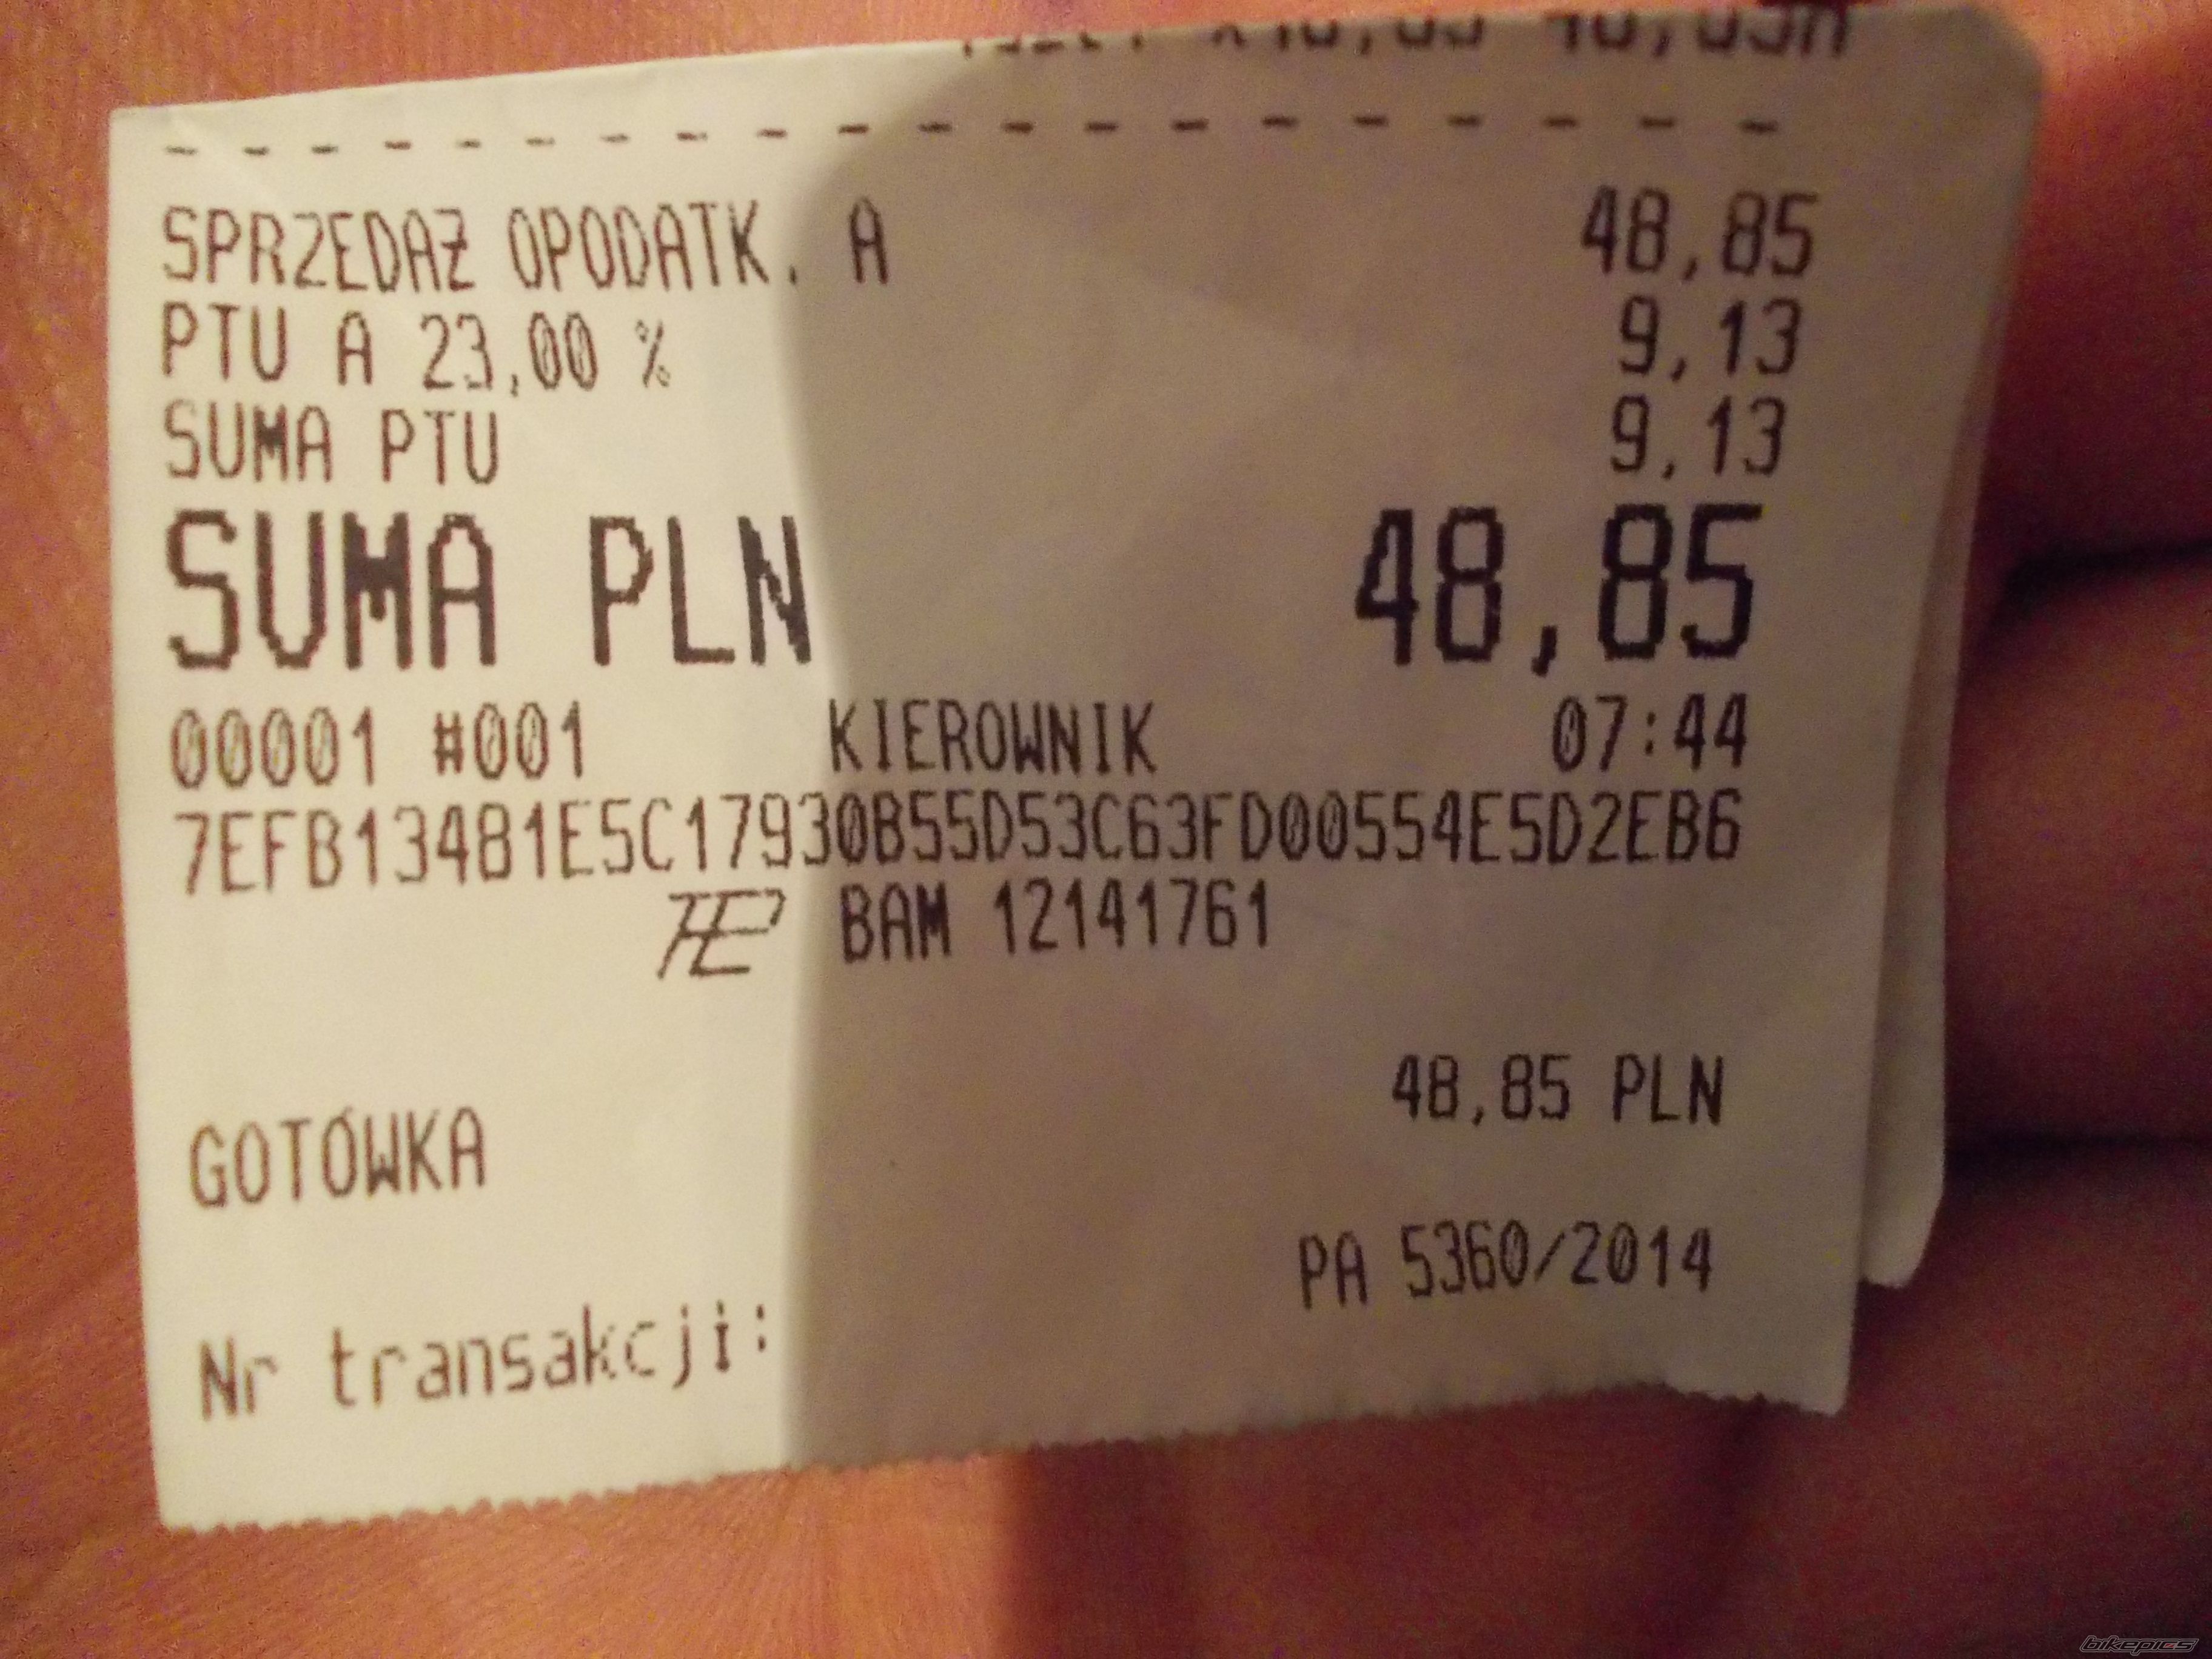 - - - - - - - - - - - - - - - - - - - - -
SPRZEDAŻ OPODATK. A 48,85
PTU A 23,00 % 9,13
SUMA PTU 9,13
SUMA PLN 48,85
00001 #001 KIEROWNIK 07:44
7EFB13481E5C17930B55D53C63FD00554E5D2EB6
BAM 12141761
GOTÓWKA 48,85 PLN
PA 5360/2014
Nr transakcji:
bikepics